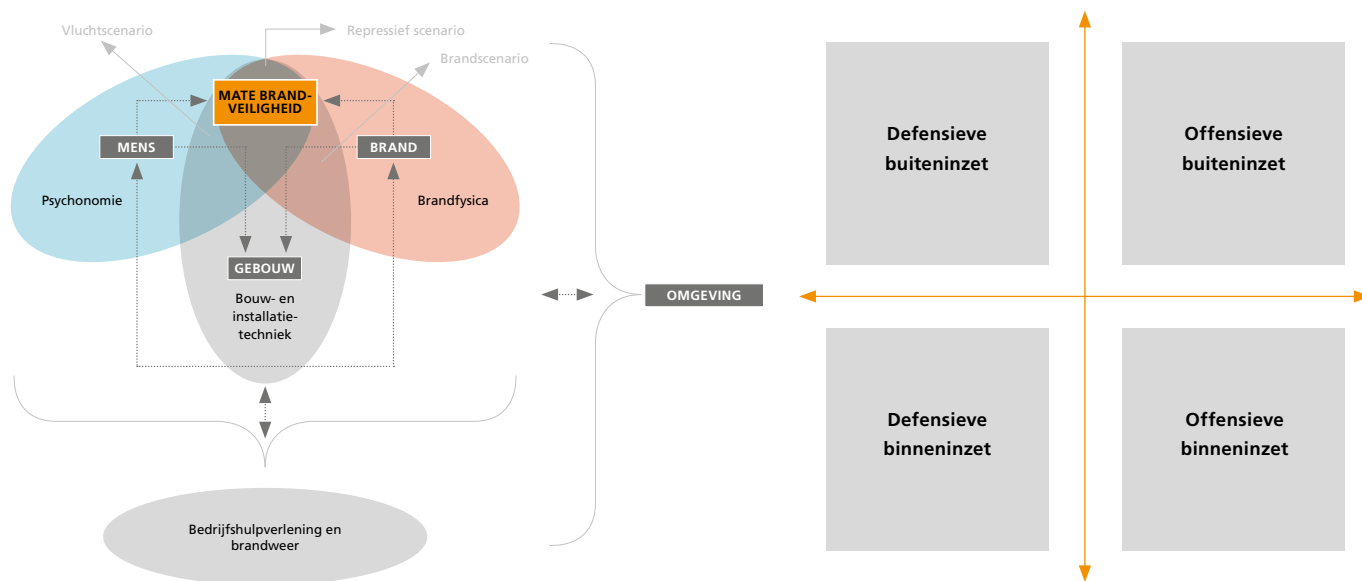 Vluchtscenario
Repressief scenario
Brandscenario
MATE BRAND-
VEILIGHEID
MENS
BRAND
Psychonomie
Brandfysica
GEBOUW
Bouw- en
installatie-
techniek
OMGEVING
Bedrijfshulpverlening en
brandweer
Defensieve
buiteninzet
Offensieve
buiteninzet
Defensieve
binneninzet
Offensieve
binneninzet